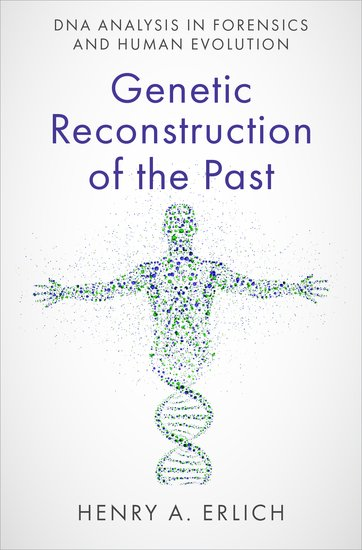 DNA ANALYSIS IN FORENSICS
AND HUMAN EVOLUTION
Genetic
Reconstruction
of the Past
HENRY A. ERLICH